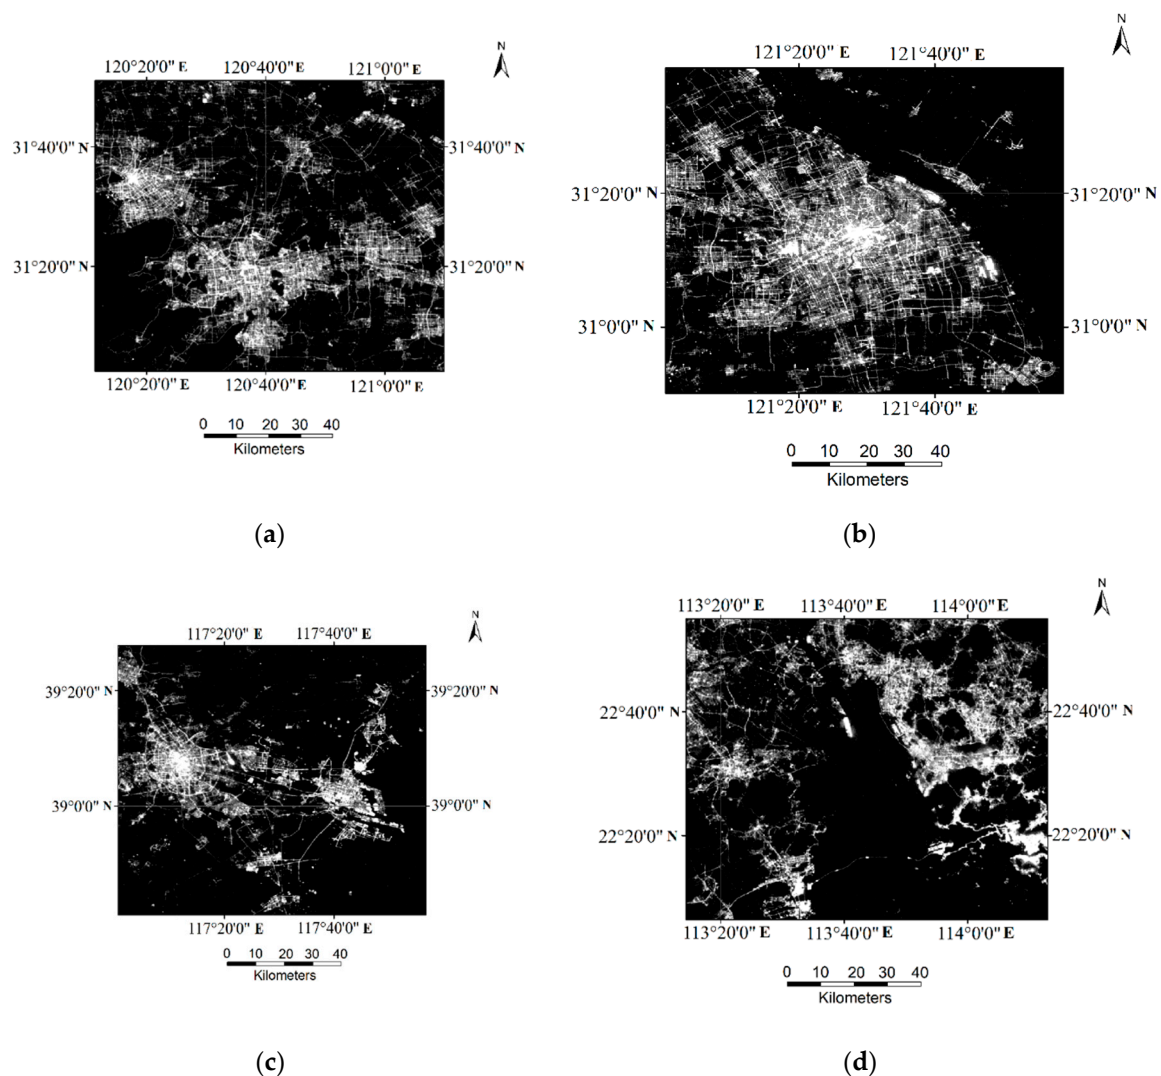 N
120°20'0" E 120°40'0" E 121°0'0" E
31°40'0" N 31°40'0" N
31°20'0" N 31°20'0" N
120°20'0" E 120°40'0" E 121°0'0" E
0 10 20 30 40
Kilometers
(a)
N
121°20'0" E 121°40'0" E
31°20'0" N 31°20'0" N
31°0'0" N 31°0'0" N
121°20'0" E 121°40'0" E
0 10 20 30 40
Kilometers
(b)
N
117°20'0" E 117°40'0" E
39°20'0" N 39°20'0" N
39°0'0" N 39°0'0" N
117°20'0" E 117°40'0" E
0 10 20 30 40
Kilometers
(c)
N
113°20'0" E 113°40'0" E 114°0'0" E
22°40'0" N 22°40'0" N
22°20'0" N 22°20'0" N
113°20'0" E 113°40'0" E 114°0'0" E
0 10 20 30 40
Kilometers
(d)